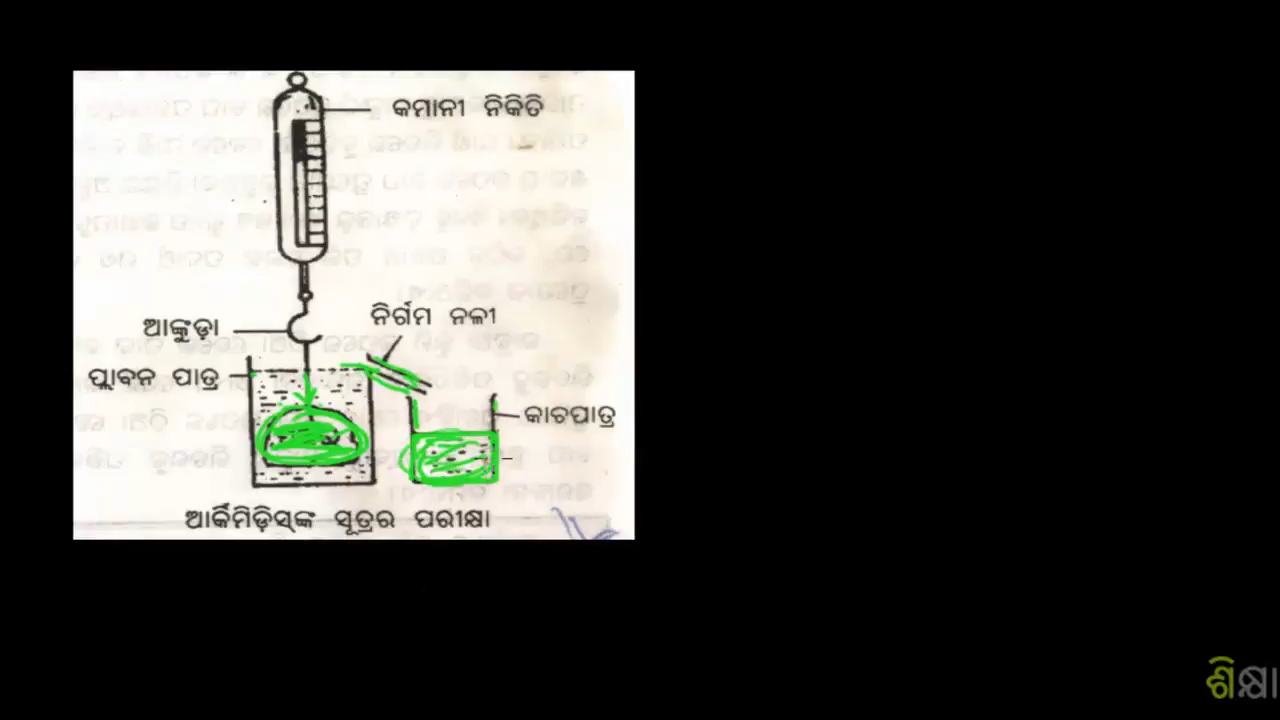 କମାନୀ ନିକିତି
ନିର୍ଗମ ନଳୀ
ଆଙ୍କୁଡ଼ା
ପ୍ଲାବନ ପାତ୍ର
କାଚପାତ୍ର
ଆର୍କିମିଡ଼ିସ୍‌ଙ୍କ ସୂତ୍ରର ପରୀକ୍ଷା
ଶିକ୍ଷା